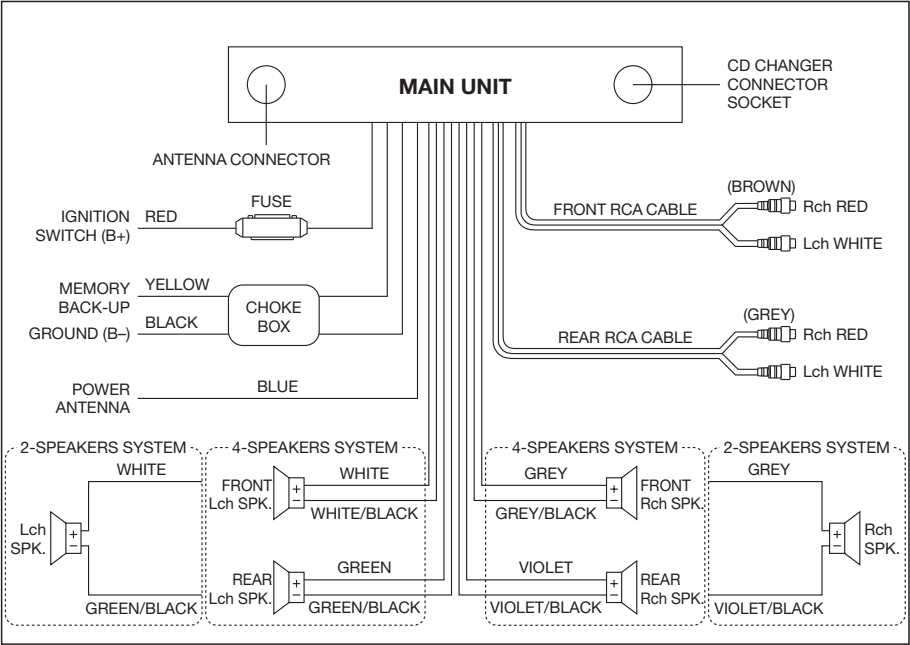 MAIN UNIT
CD CHANGER
CONNECTOR
SOCKET
ANTENNA CONNECTOR
IGNITION
SWITCH (B+)
RED
FUSE
FRONT RCA CABLE
(BROWN)
Rch RED
Lch WHITE
MEMORY
BACK-UP
YELLOW
GROUND (B–)
BLACK
CHOKE
BOX
REAR RCA CABLE
(GREY)
Rch RED
Lch WHITE
POWER
ANTENNA
BLUE
2-SPEAKERS SYSTEM
WHITE
Lch
SPK.
+
–
GREEN/BLACK
4-SPEAKERS SYSTEM
FRONT
Lch SPK.
+
–
WHITE
WHITE/BLACK
REAR
Lch SPK.
+
–
GREEN
GREEN/BLACK
4-SPEAKERS SYSTEM
GREY
GREY/BLACK
+
–
FRONT
Rch SPK.
VIOLET
VIOLET/BLACK
+
–
REAR
Rch SPK.
2-SPEAKERS SYSTEM
GREY
+
–
Rch
SPK.
VIOLET/BLACK